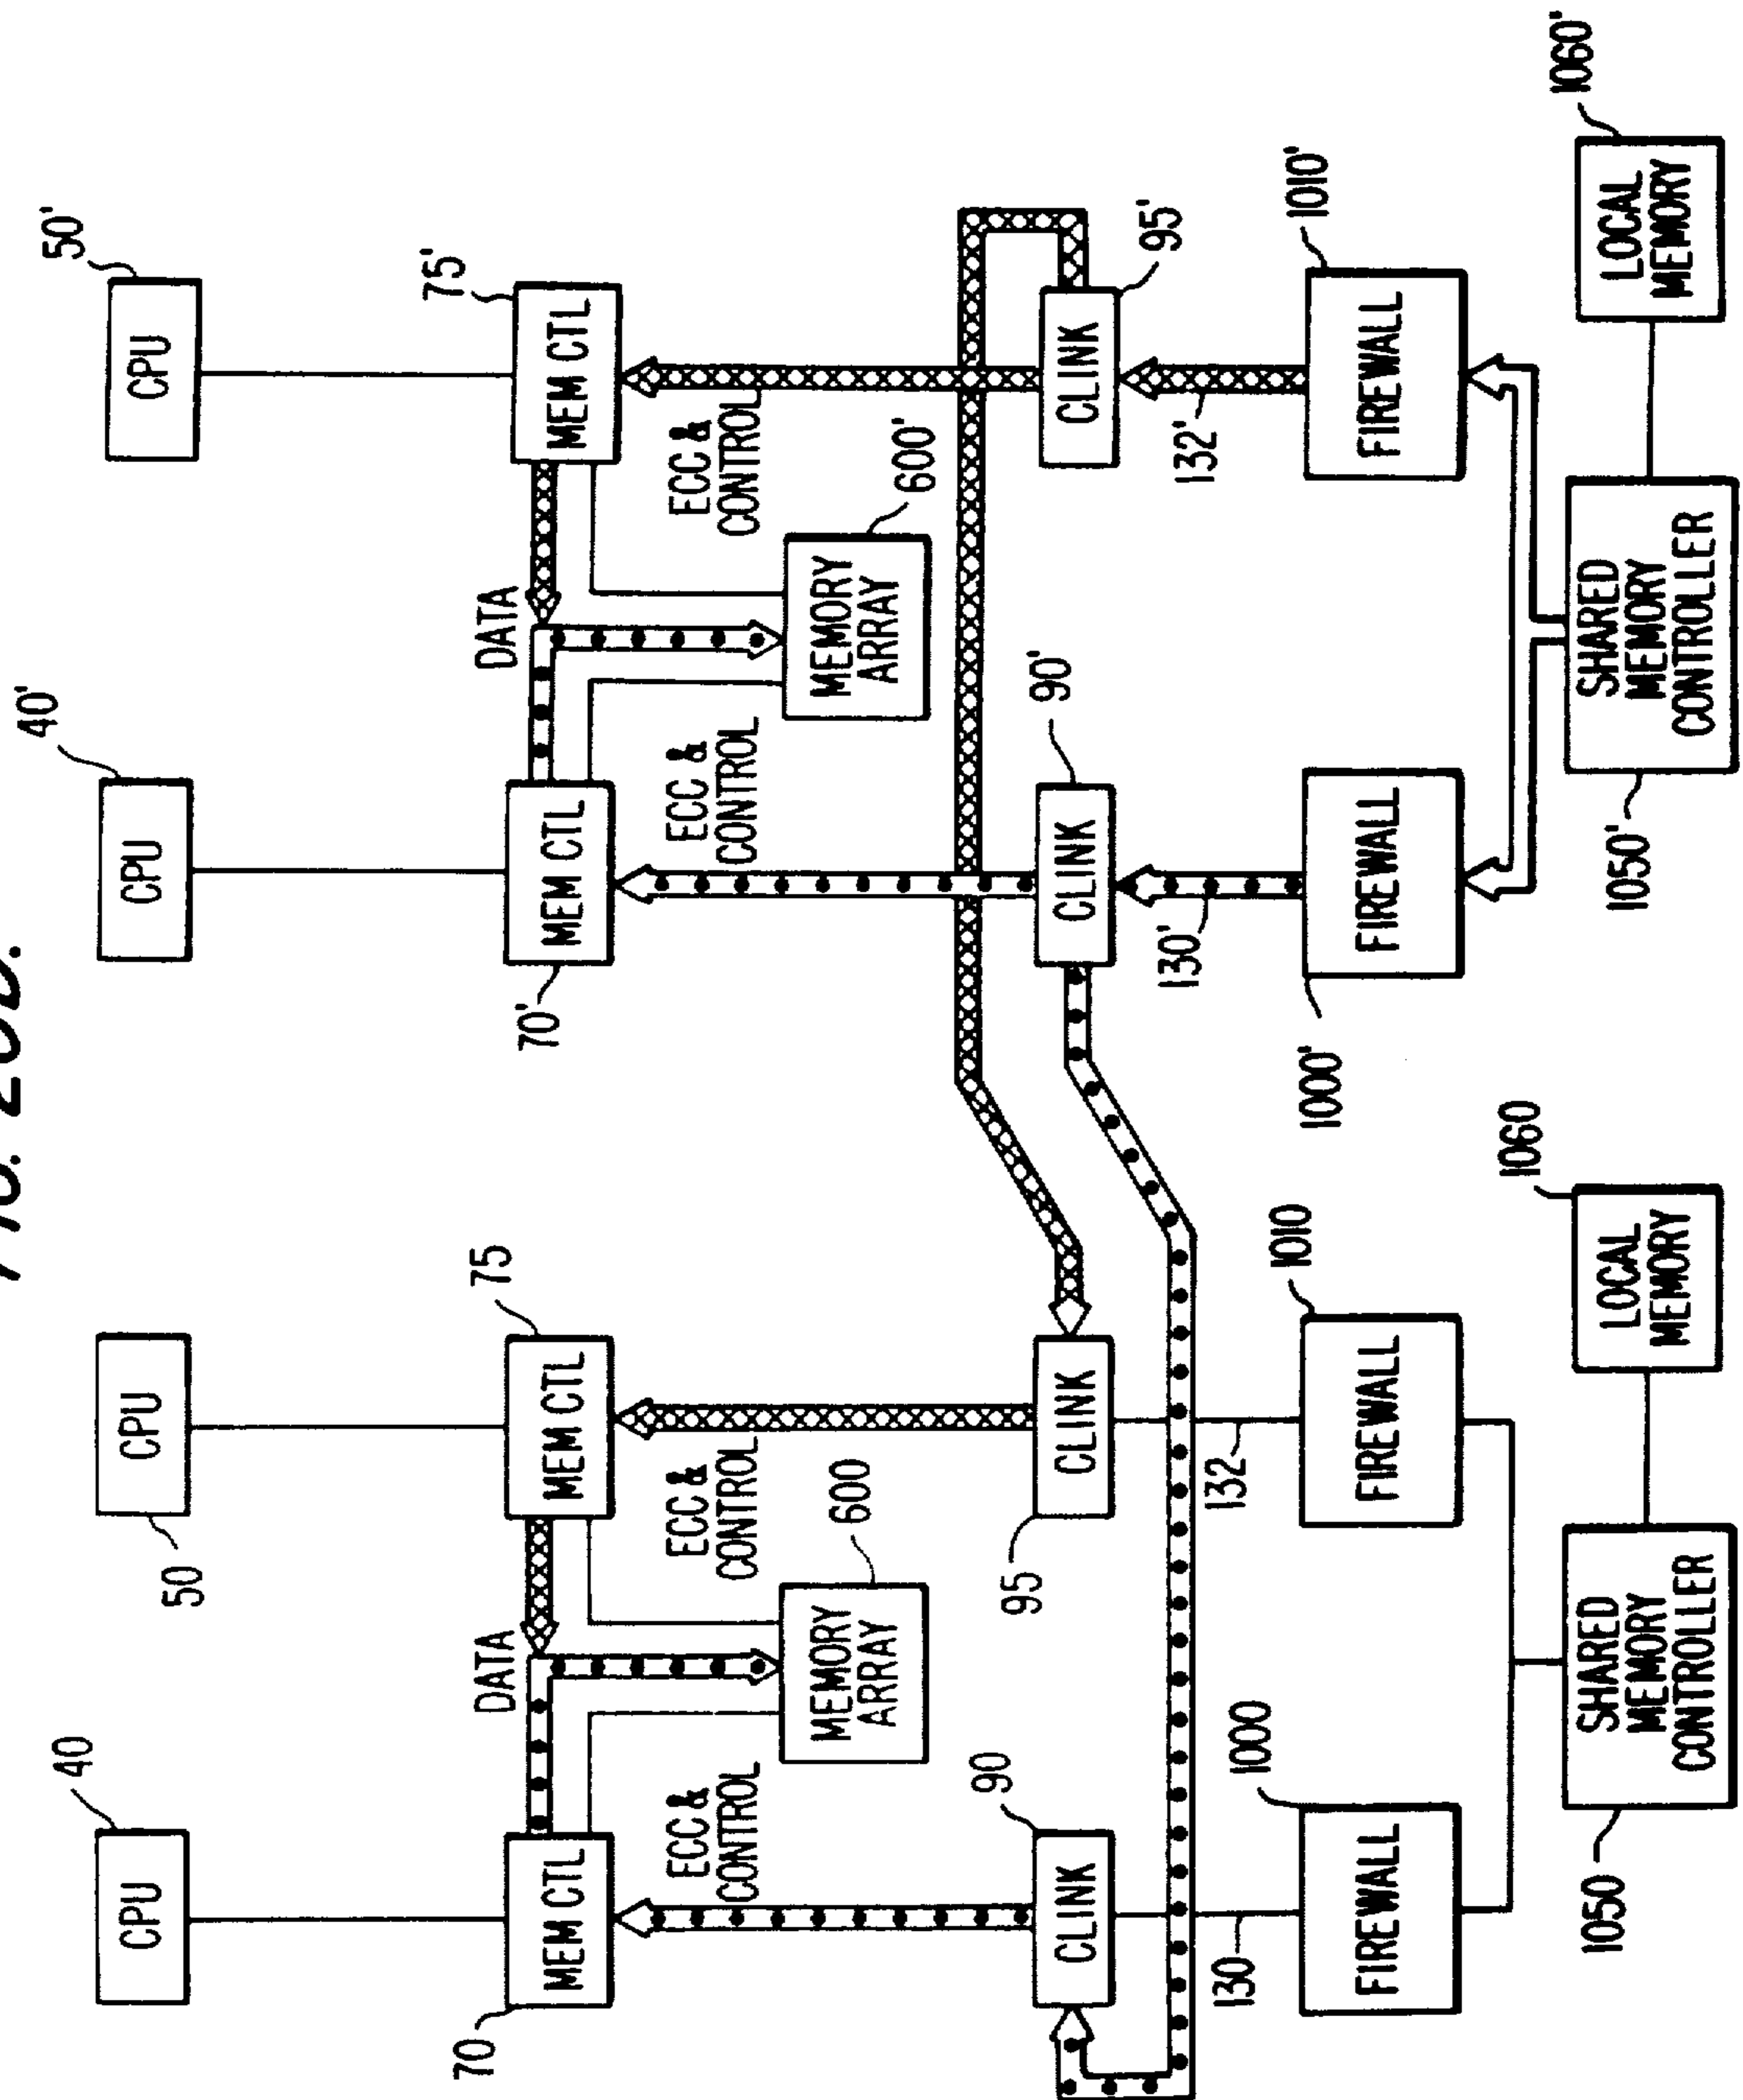 FIG. 20D.
40
CPU
CPU
50
40'
CPU
50'
CPU
70
MEM CTL
DATA
MEM CTL
75
70'
MEM CTL
DATA
MEM CTL
75'
ECC &
CONTROL
ECC &
CONTROL
ECC &
CONTROL
ECC &
CONTROL
MEMORY
ARRAY
600
MEMORY
ARRAY
600'
CLINK
90
CLINK
95
CLINK
90'
CLINK
95'
130
132
130'
132'
FIREWALL
1000
FIREWALL
1010
FIREWALL
1000'
FIREWALL
1010'
SHARED
MEMORY
CONTROLLER
1050
LOCAL
MEMORY
1060
SHARED
MEMORY
CONTROLLER
1050'
LOCAL
MEMORY
1060'